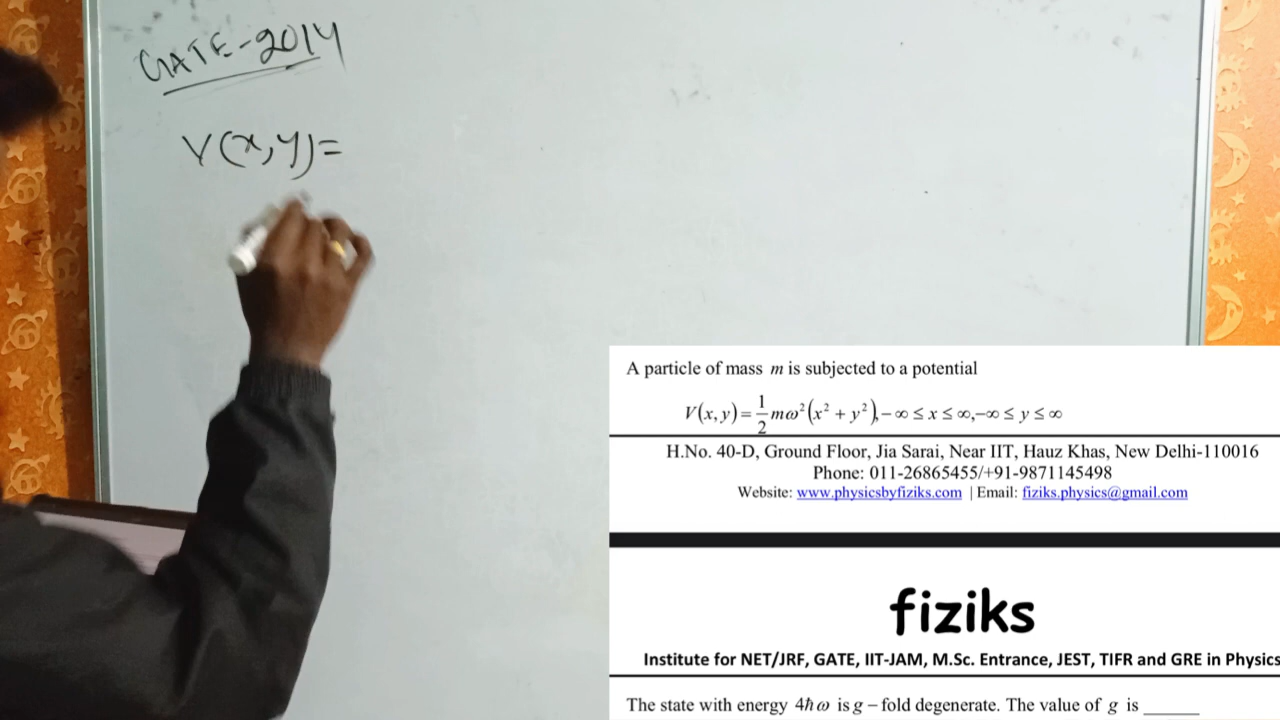 GATE-2014
V(x,y)=
A particle of mass m is subjected to a potential
V(x, y) = 1/2 mω²(x² + y²), −∞ ≤ x ≤ ∞, −∞ ≤ y ≤ ∞
H.No. 40-D, Ground Floor, Jia Sarai, Near IIT, Hauz Khas, New Delhi-110016
Phone: 011-26865455/+91-9871145498
Website: www.physicsbyfiziks.com | Email: fiziks.physics@gmail.com
fiziks
Institute for NET/JRF, GATE, IIT-JAM, M.Sc. Entrance, JEST, TIFR and GRE in Physics
The state with energy 4ℏω is g − fold degenerate. The value of g is ______